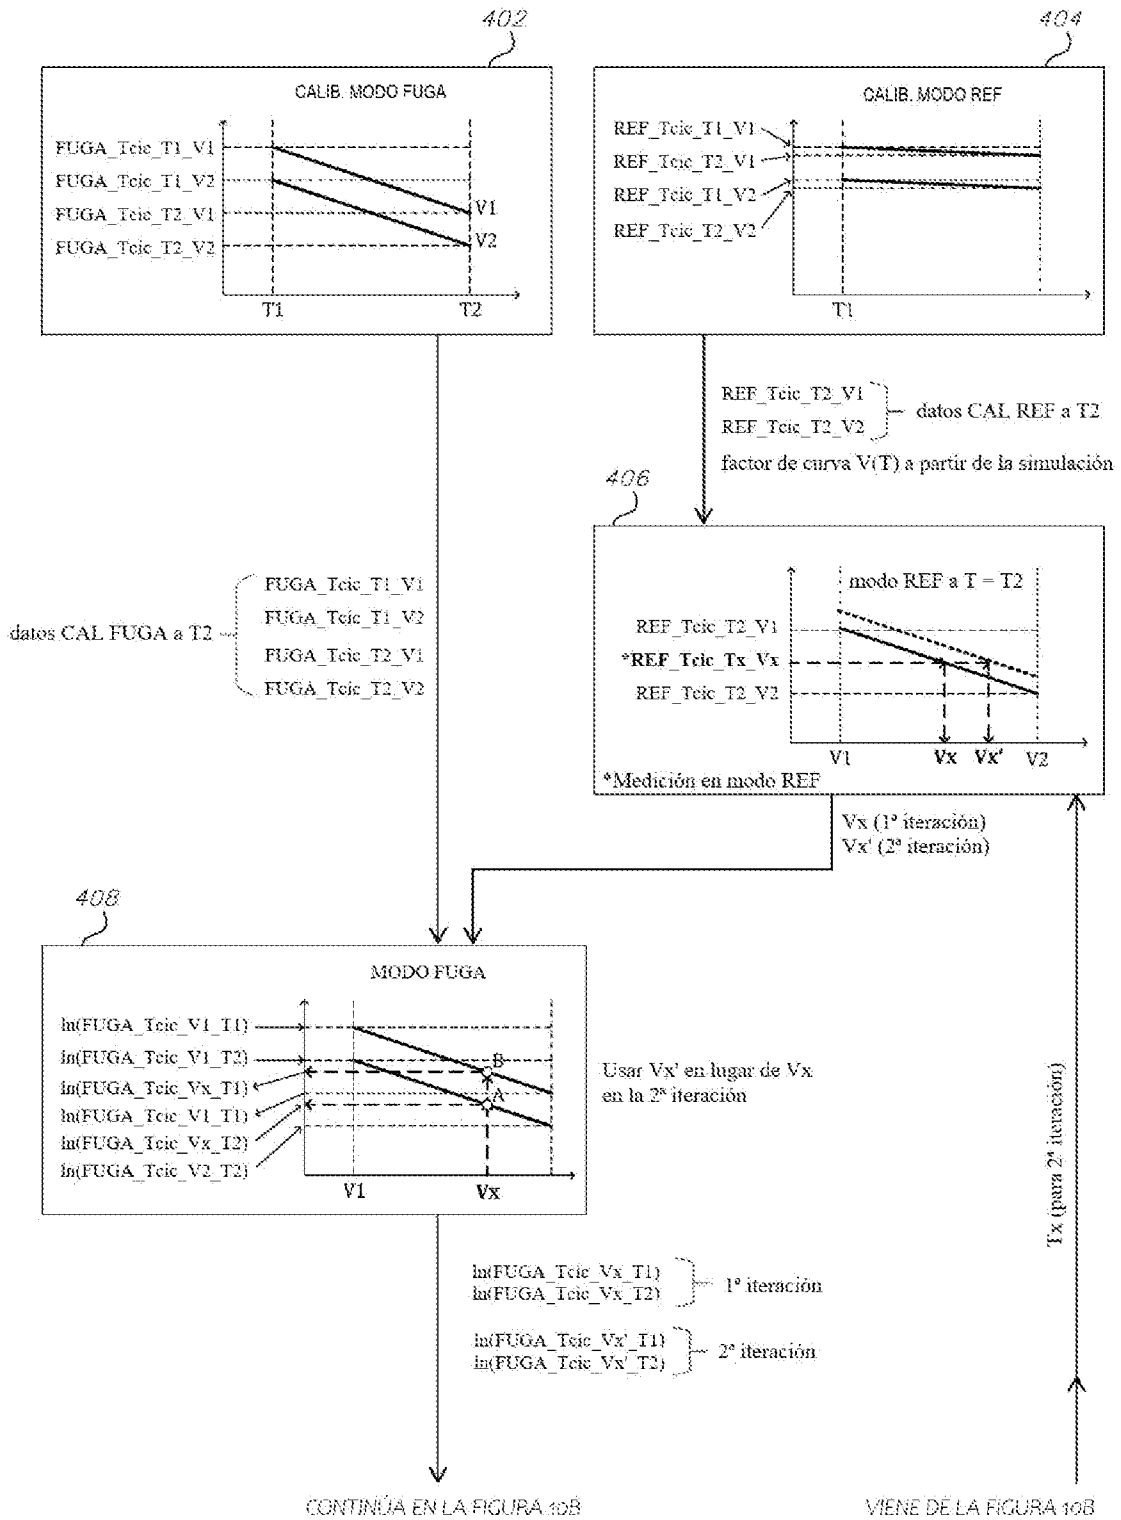 402
404
CALIB. MODO FUGA
FUGA_Tcic_T1_V1
FUGA_Tcic_T1_V2
FUGA_Tcic_T2_V1
FUGA_Tcic_T2_V2
V1
V2
T1
T2
CALIB. MODO REF
REF_Tcic_T1_V1
REF_Tcic_T2_V1
REF_Tcic_T1_V2
REF_Tcic_T2_V2
T1
REF_Tcic_T2_V1
REF_Tcic_T2_V2
datos CAL REF a T2
factor de curva V(T) a partir de la simulación
406
datos CAL FUGA a T2
FUGA_Tcic_T1_V1
FUGA_Tcic_T1_V2
FUGA_Tcic_T2_V1
FUGA_Tcic_T2_V2
modo REF a T = T2
REF_Tcic_T2_V1
*REF_Tcic_Tx_Vx
REF_Tcic_T2_V2
V1
Vx
Vx'
V2
*Medición en modo REF
Vx (1ª iteración)
Vx' (2ª iteración)
408
MODO FUGA
ln(FUGA_Tcic_V1_T1)
ln(FUGA_Tcic_V1_T2)
ln(FUGA_Tcic_Vx_T1)
ln(FUGA_Tcic_V1_T1)
ln(FUGA_Tcic_Vx_T2)
ln(FUGA_Tcic_V2_T2)
B
A
V1
Vx
Usar Vx' en lugar de Vx
en la 2ª iteración
Tx (para 2ª iteración)
ln(FUGA_Tcic_Vx_T1)
ln(FUGA_Tcic_Vx_T2)
1ª iteración
ln(FUGA_Tcic_Vx'_T1)
ln(FUGA_Tcic_Vx'_T2)
2ª iteración
CONTINÚA EN LA FIGURA 10B
VIENE DE LA FIGURA 10B